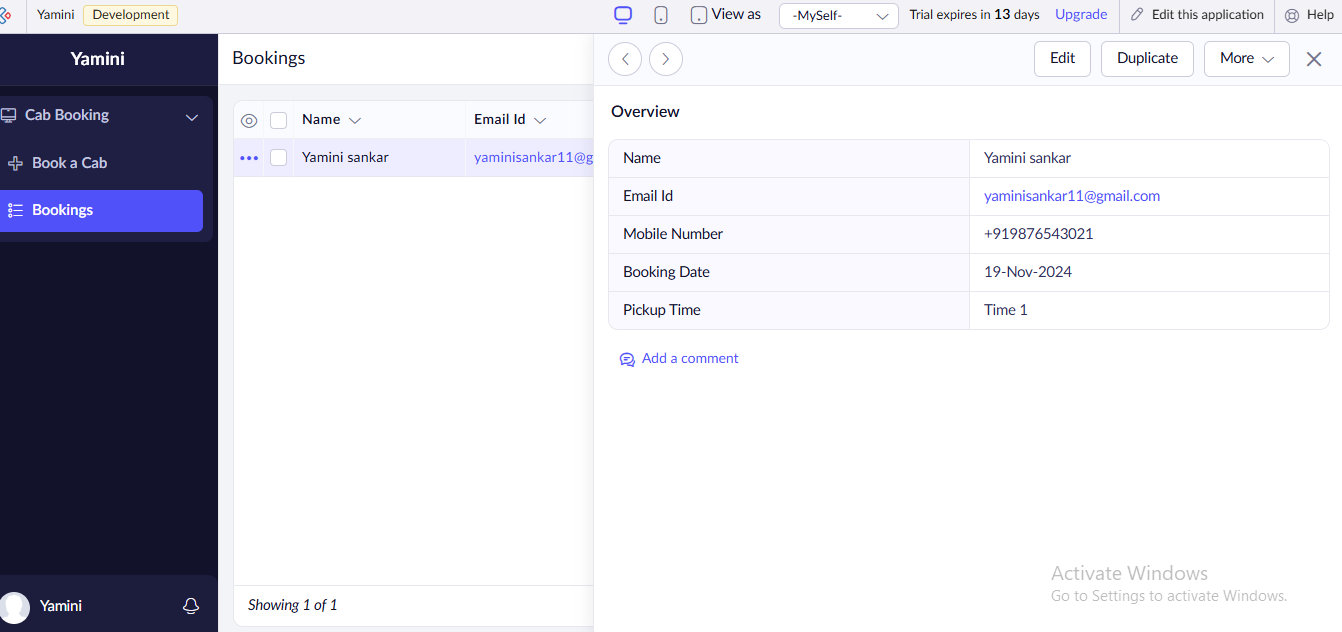 Yamini Development View as -MySelf- Trial expires in 13 days Upgrade Edit this application Help
Yamini
Cab Booking
Book a Cab
Bookings
Yamini
Bookings
Name Email Id
Yamini sankar yaminisankar11@g
Showing 1 of 1
Edit Duplicate More
Overview
Name Yamini sankar
Email Id yaminisankar11@gmail.com
Mobile Number +919876543021
Booking Date 19-Nov-2024
Pickup Time Time 1
Add a comment
Activate Windows
Go to Settings to activate Windows.